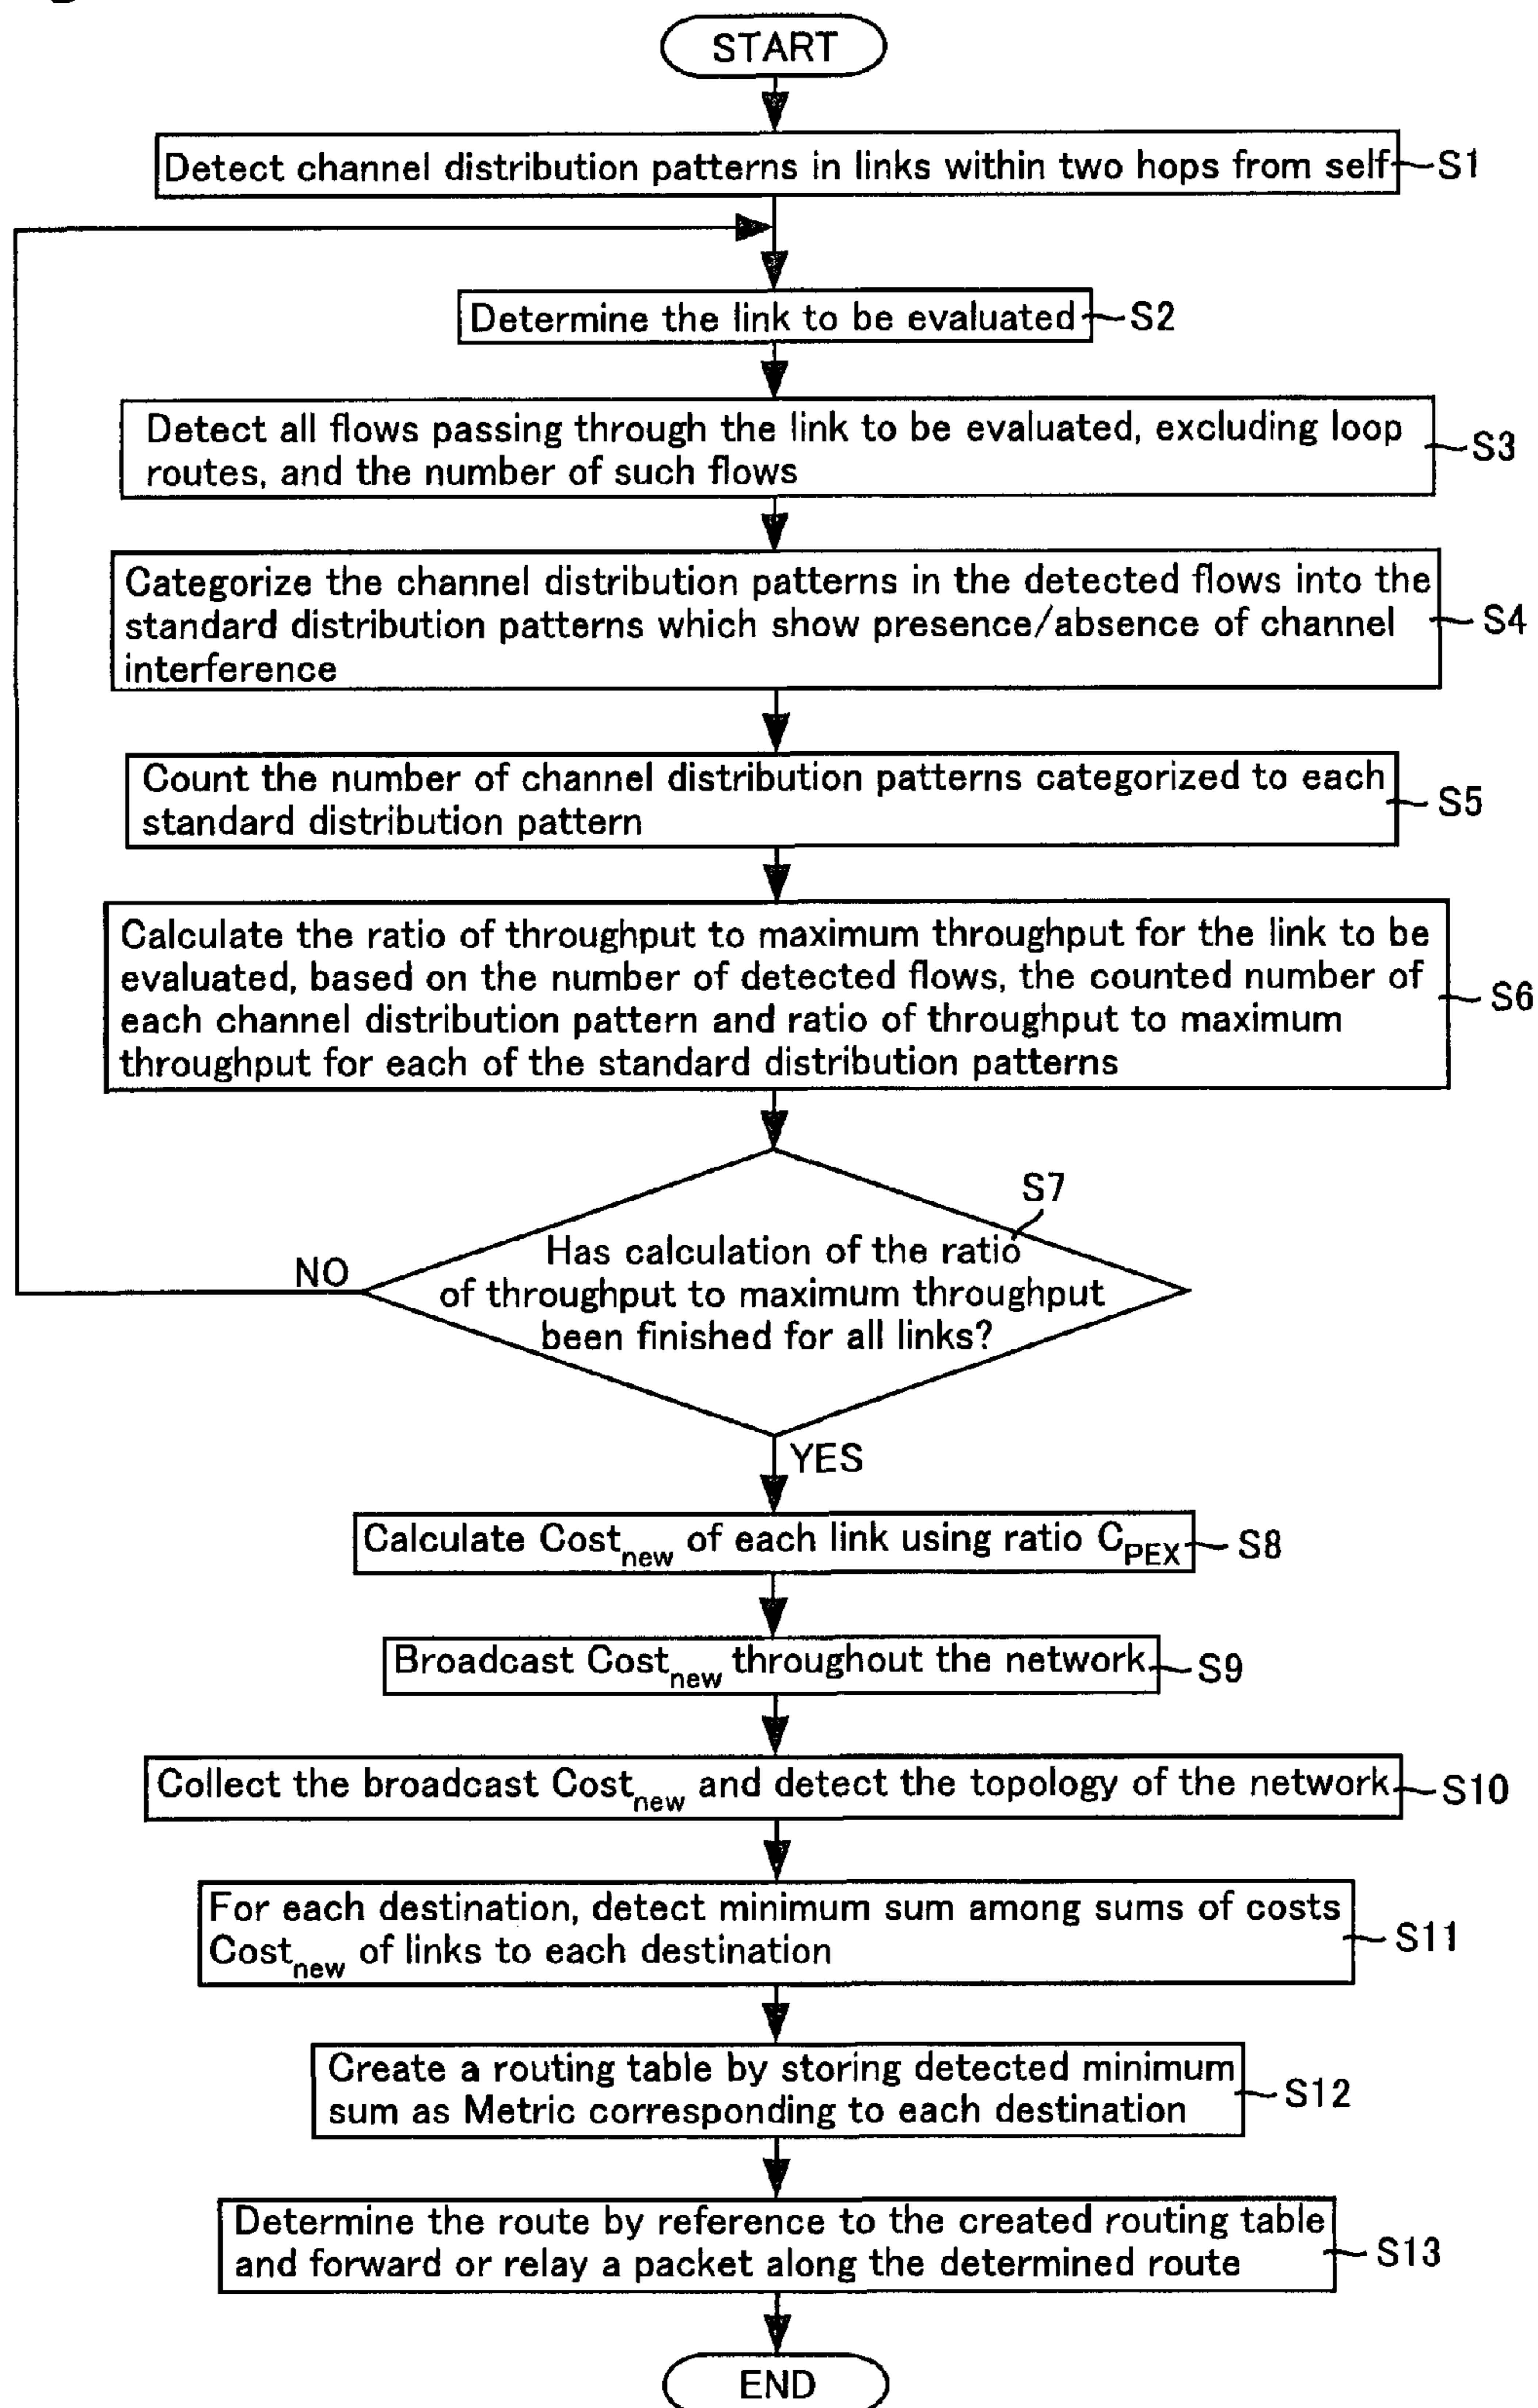 START
Detect channel distribution patterns in links within two hops from self
S1
Determine the link to be evaluated
S2
Detect all flows passing through the link to be evaluated, excluding loop
routes, and the number of such flows
S3
Categorize the channel distribution patterns in the detected flows into the
standard distribution patterns which show presence/absence of channel
interference
S4
Count the number of channel distribution patterns categorized to each
standard distribution pattern
S5
Calculate the ratio of throughput to maximum throughput for the link to be
evaluated, based on the number of detected flows, the counted number of
each channel distribution pattern and ratio of throughput to maximum
throughput for each of the standard distribution patterns
S6
S7
Has calculation of the ratio
of throughput to maximum throughput
been finished for all links?
NO
YES
Calculate Cost_new of each link using ratio C_PEX
S8
Broadcast Cost_new throughout the network
S9
Collect the broadcast Cost_new and detect the topology of the network
S10
For each destination, detect minimum sum among sums of costs
Cost_new of links to each destination
S11
Create a routing table by storing detected minimum
sum as Metric corresponding to each destination
S12
Determine the route by reference to the created routing table
and forward or relay a packet along the determined route
S13
END